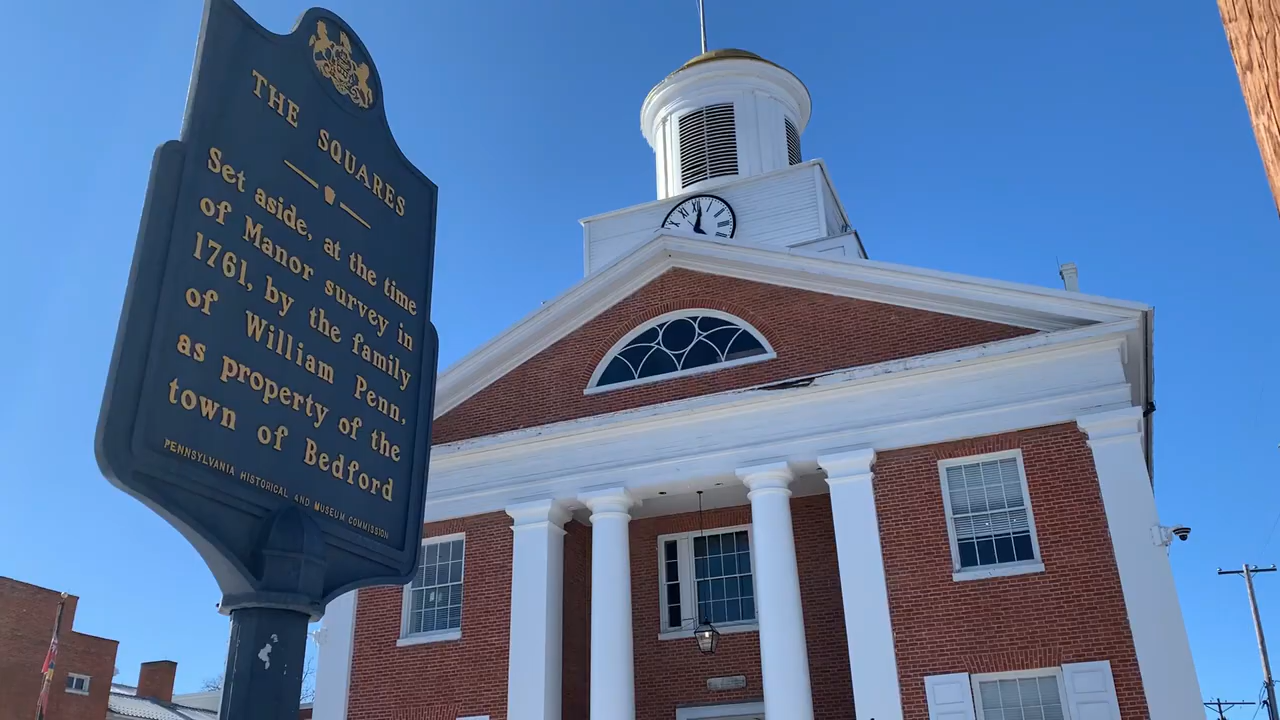 THE SQUARES
Set aside, at the time
of Manor survey in
1761, by the family
of William Penn,
as property of the
town of Bedford
PENNSYLVANIA HISTORICAL AND MUSEUM COMMISSION